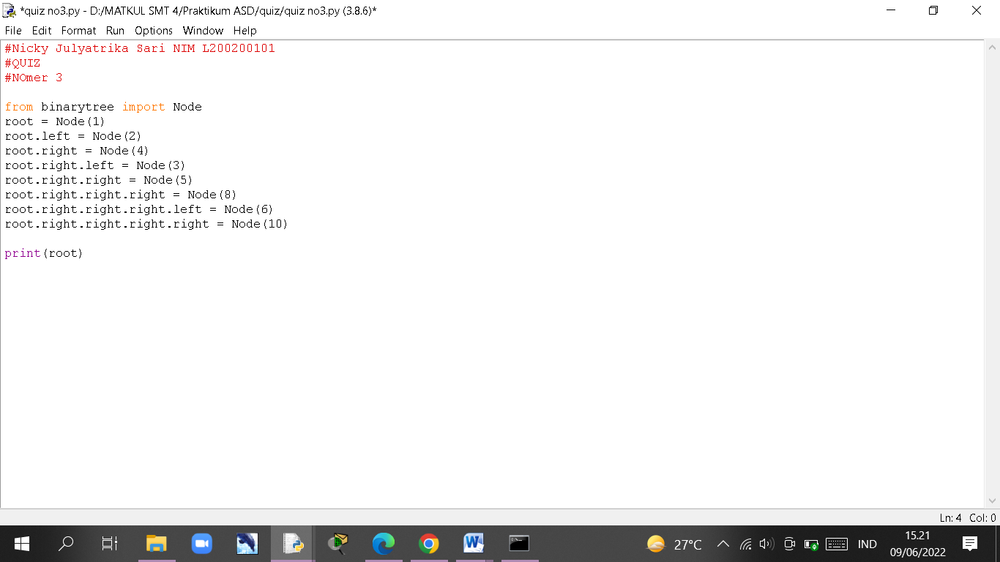 *quiz no3.py - D:/MATKUL SMT 4/Praktikum ASD/quiz/quiz no3.py (3.8.6)*
File Edit Format Run Options Window Help
#Nicky Julyatrika Sari NIM L200200101
#QUIZ
#NOmer 3
from binarytree import Node
root = Node(1)
root.left = Node(2)
root.right = Node(4)
root.right.left = Node(3)
root.right.right = Node(5)
root.right.right.right = Node(8)
root.right.right.right.left = Node(6)
root.right.right.right.right = Node(10)
print(root)
Ln: 4 Col: 0
27°C
IND
15.21
09/06/2022